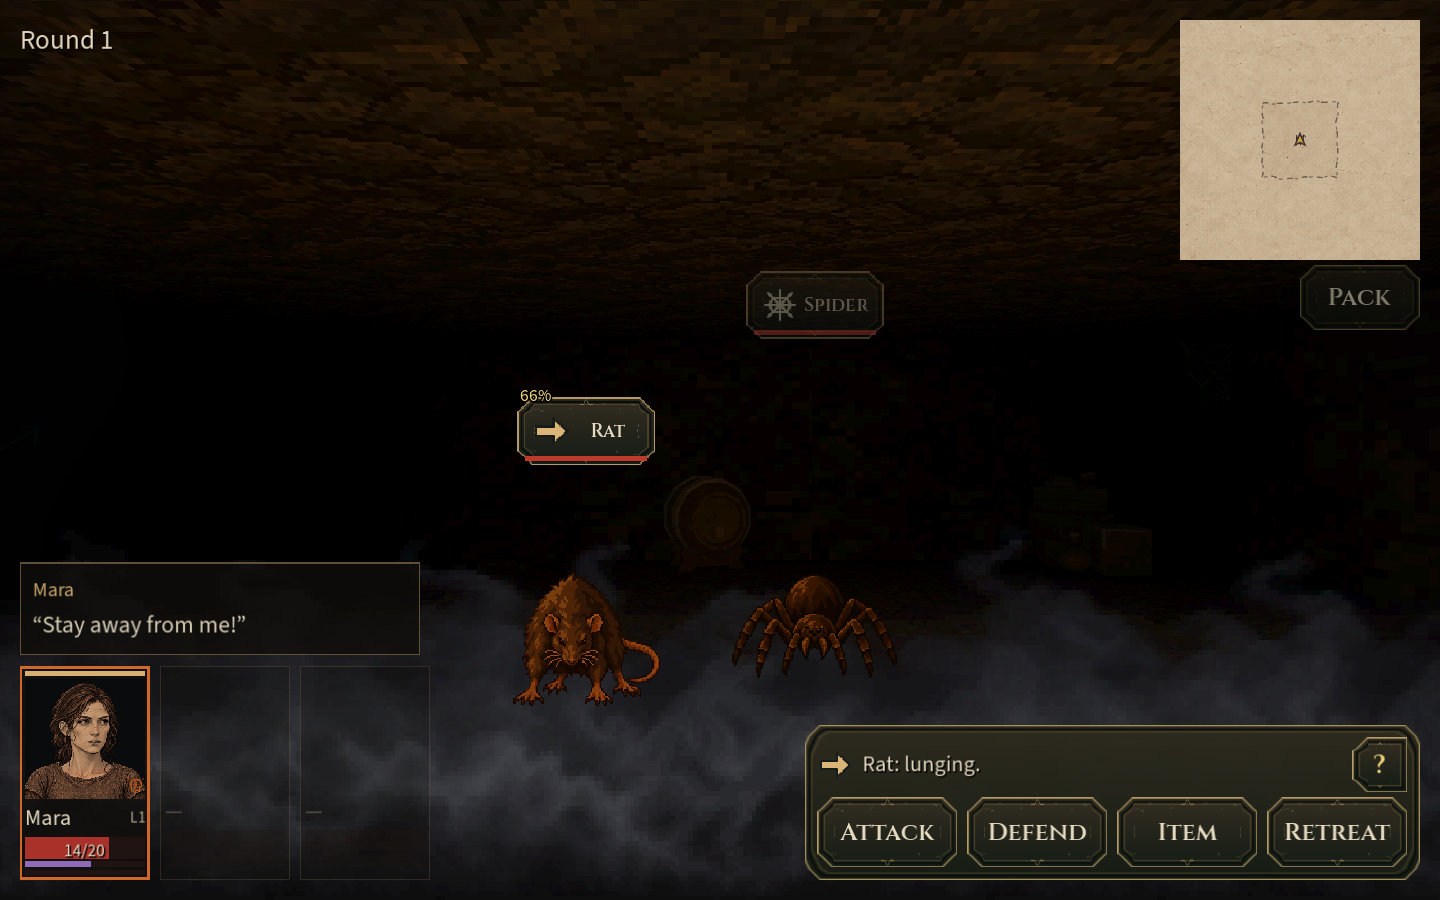 Round 1
Spider
Pack
66%
Rat
Mara
“Stay away from me!”
Mara
L1
14/20
—
—
Rat: lunging.
?
Attack
Defend
Item
Retreat